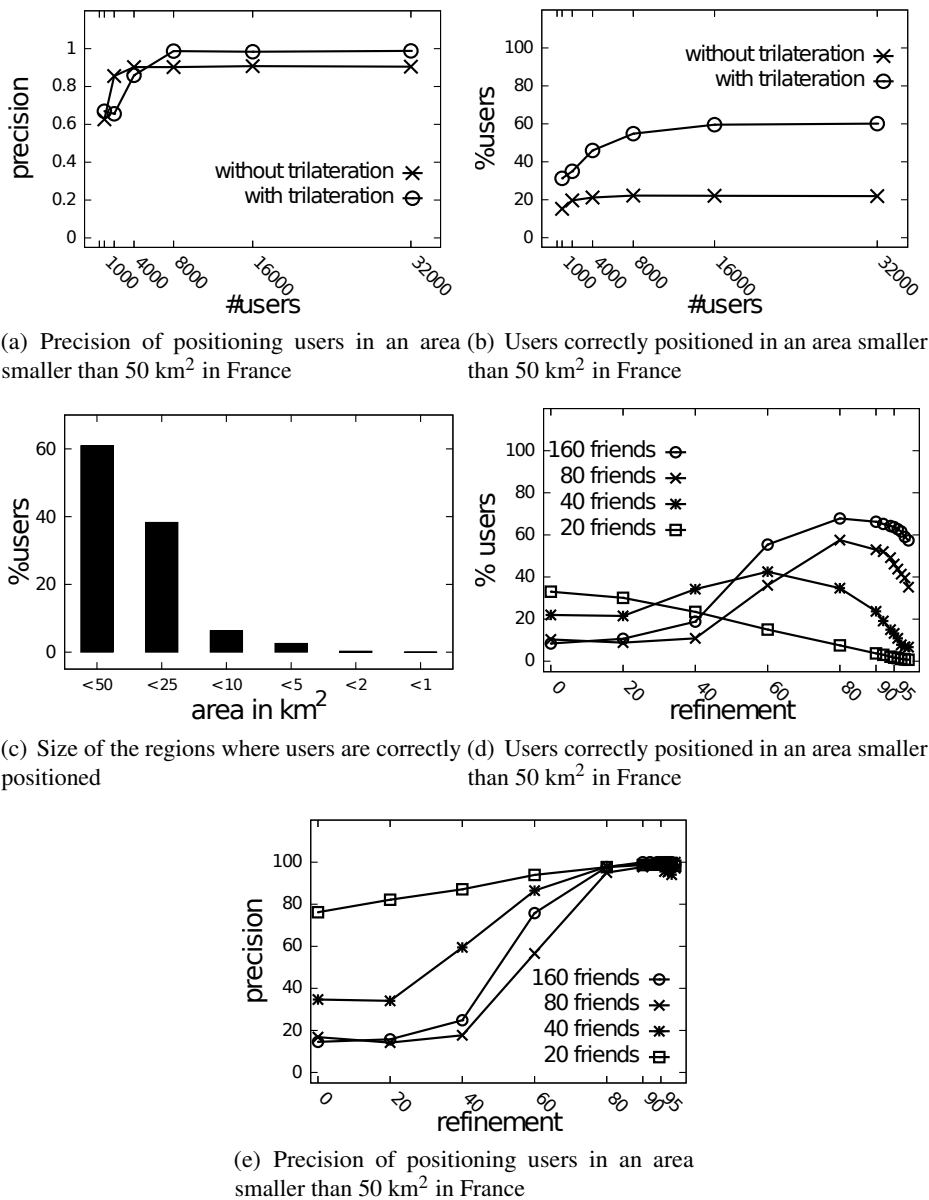 1
0.8
0.6
0.4
0.2
0
precision
without trilateration
with trilateration
1000
4000
8000
16000
32000
#users
100
80
60
40
20
0
%users
without trilateration
with trilateration
1000
4000
8000
16000
32000
#users
(a) Precision of positioning users in an area
smaller than 50 km² in France
(b) Users correctly positioned in an area smaller
than 50 km² in France
60
40
20
0
%users
<50
<25
<10
<5
<2
<1
area in km²
100
80
60
40
20
0
% users
160 friends
80 friends
40 friends
20 friends
0
20
40
60
80
90
95
refinement
(c) Size of the regions where users are correctly
positioned
(d) Users correctly positioned in an area smaller
than 50 km² in France
100
80
60
40
20
0
precision
160 friends
80 friends
40 friends
20 friends
0
20
40
60
80
90
95
refinement
(e) Precision of positioning users in an area
smaller than 50 km² in France